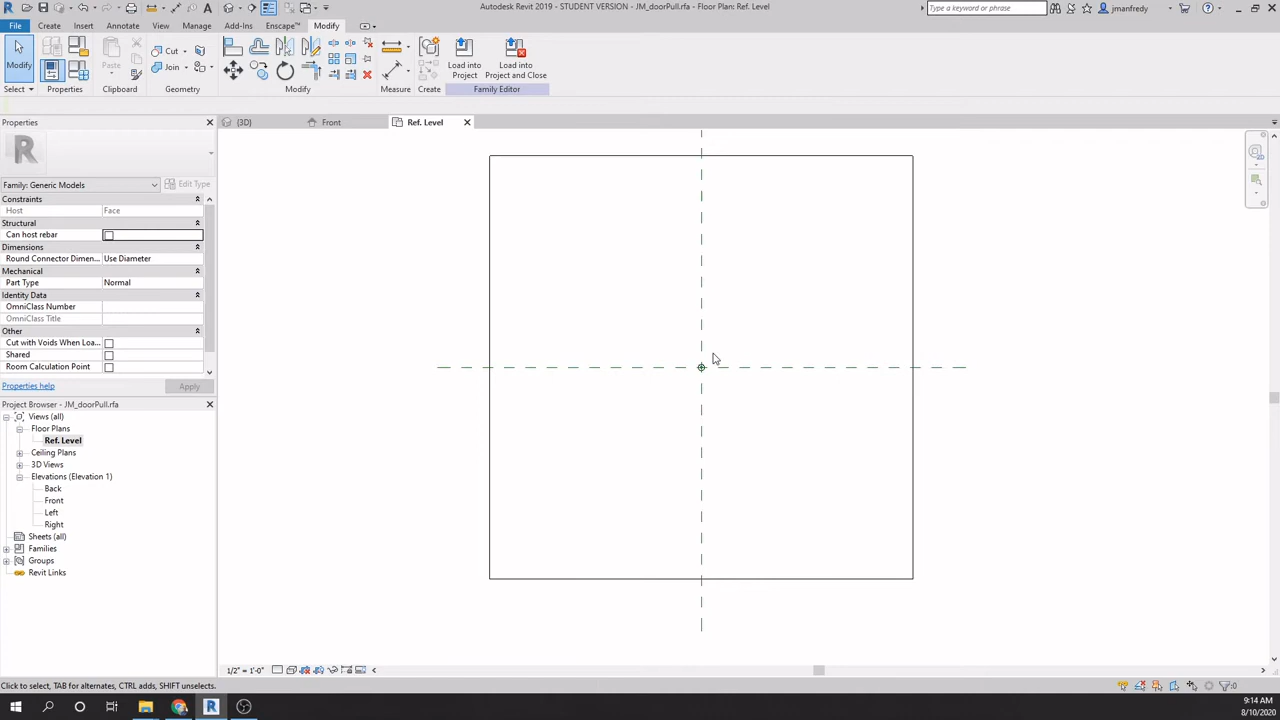 Autodesk Revit 2019 - STUDENT VERSION - JM_doorPull.rfa - Floor Plan: Ref. Level
Type a keyword or phrase
jmanfredy
File Create Insert Annotate View Manage Add-Ins Enscape™ Modify
Modify
Paste
Cut
Join
Load into
Project
Load into
Project and Close
Select Properties Clipboard Geometry Modify Measure Create Family Editor
Properties
{3D} Front Ref. Level
R
Family: Generic Models
Edit Type
Constraints
Host Face
Structural
Can host rebar
Dimensions
Round Connector Dimen... Use Diameter
Mechanical
Part Type Normal
Identity Data
OmniClass Number
OmniClass Title
Other
Cut with Voids When Loa...
Shared
Room Calculation Point
Properties help Apply
Project Browser - JM_doorPull.rfa
Views (all)
Floor Plans
Ref. Level
Ceiling Plans
3D Views
Elevations (Elevation 1)
Back
Front
Left
Right
Sheets (all)
Families
Groups
Revit Links
1/2" = 1'-0"
Click to select, TAB for alternates, CTRL adds, SHIFT unselects.
:0
9:14 AM
8/10/2020